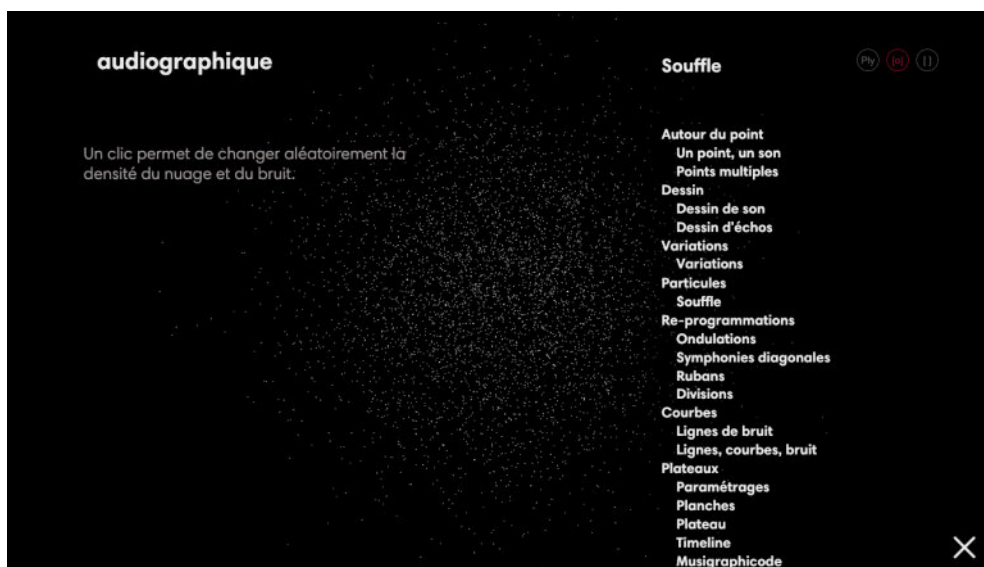 audiographique
Un clic permet de changer aléatoirement la
densité du nuage et du bruit.
Souffle
Ply
[o]
[ ]
Autour du point
Un point, un son
Points multiples
Dessin
Dessin de son
Dessin d'échos
Variations
Variations
Particules
Souffle
Re-programmations
Ondulations
Symphonies diagonales
Rubans
Divisions
Courbes
Lignes de bruit
Lignes, courbes, bruit
Plateaux
Paramétrages
Planches
Plateau
Timeline
Musigraphicode